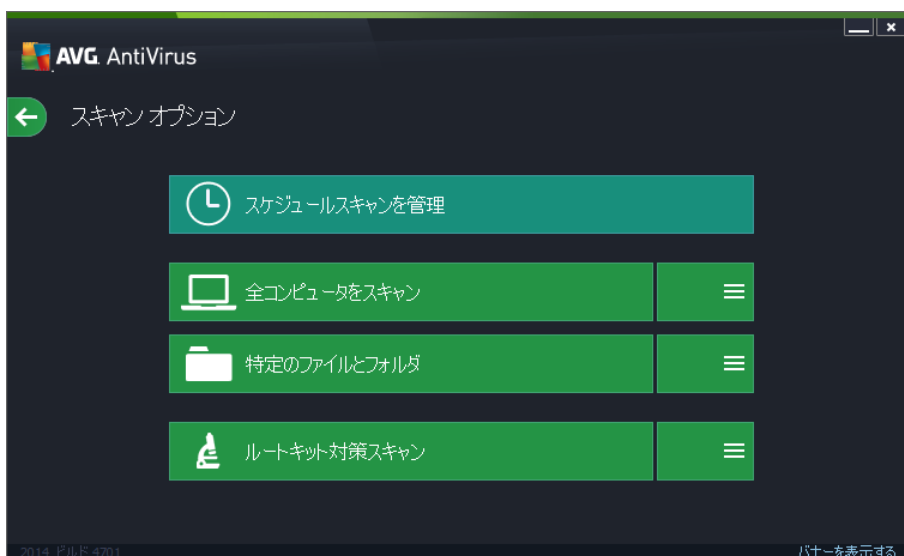 AVG. AntiVirus
スキャン オプション
スケジュールスキャンを管理
全コンピュータをスキャン
特定のファイルとフォルダ
ルートキット対策スキャン
2014 ビルド 4701
バナーを表示する